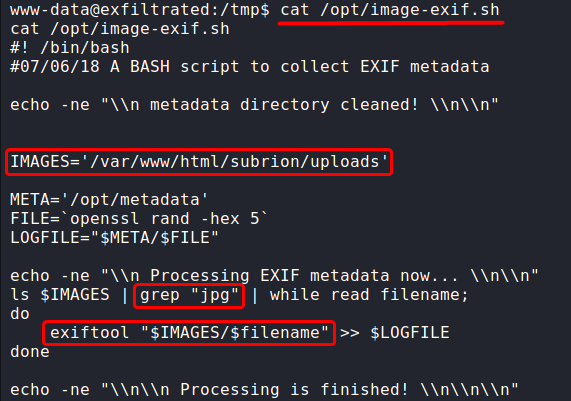 www-data@exfiltrated:/tmp$ cat /opt/image-exif.sh
cat /opt/image-exif.sh
#! /bin/bash
#07/06/18 A BASH script to collect EXIF metadata
echo -ne "\\n metadata directory cleaned! \\n\\n"
IMAGES='/var/www/html/subrion/uploads'
META='/opt/metadata'
FILE=`openssl rand -hex 5`
LOGFILE="$META/$FILE"
echo -ne "\\n Processing EXIF metadata now... \\n\\n"
ls $IMAGES | grep "jpg" | while read filename;
do
    exiftool "$IMAGES/$filename" >> $LOGFILE
done
echo -ne "\\n\\n Processing is finished! \\n\\n\\n"